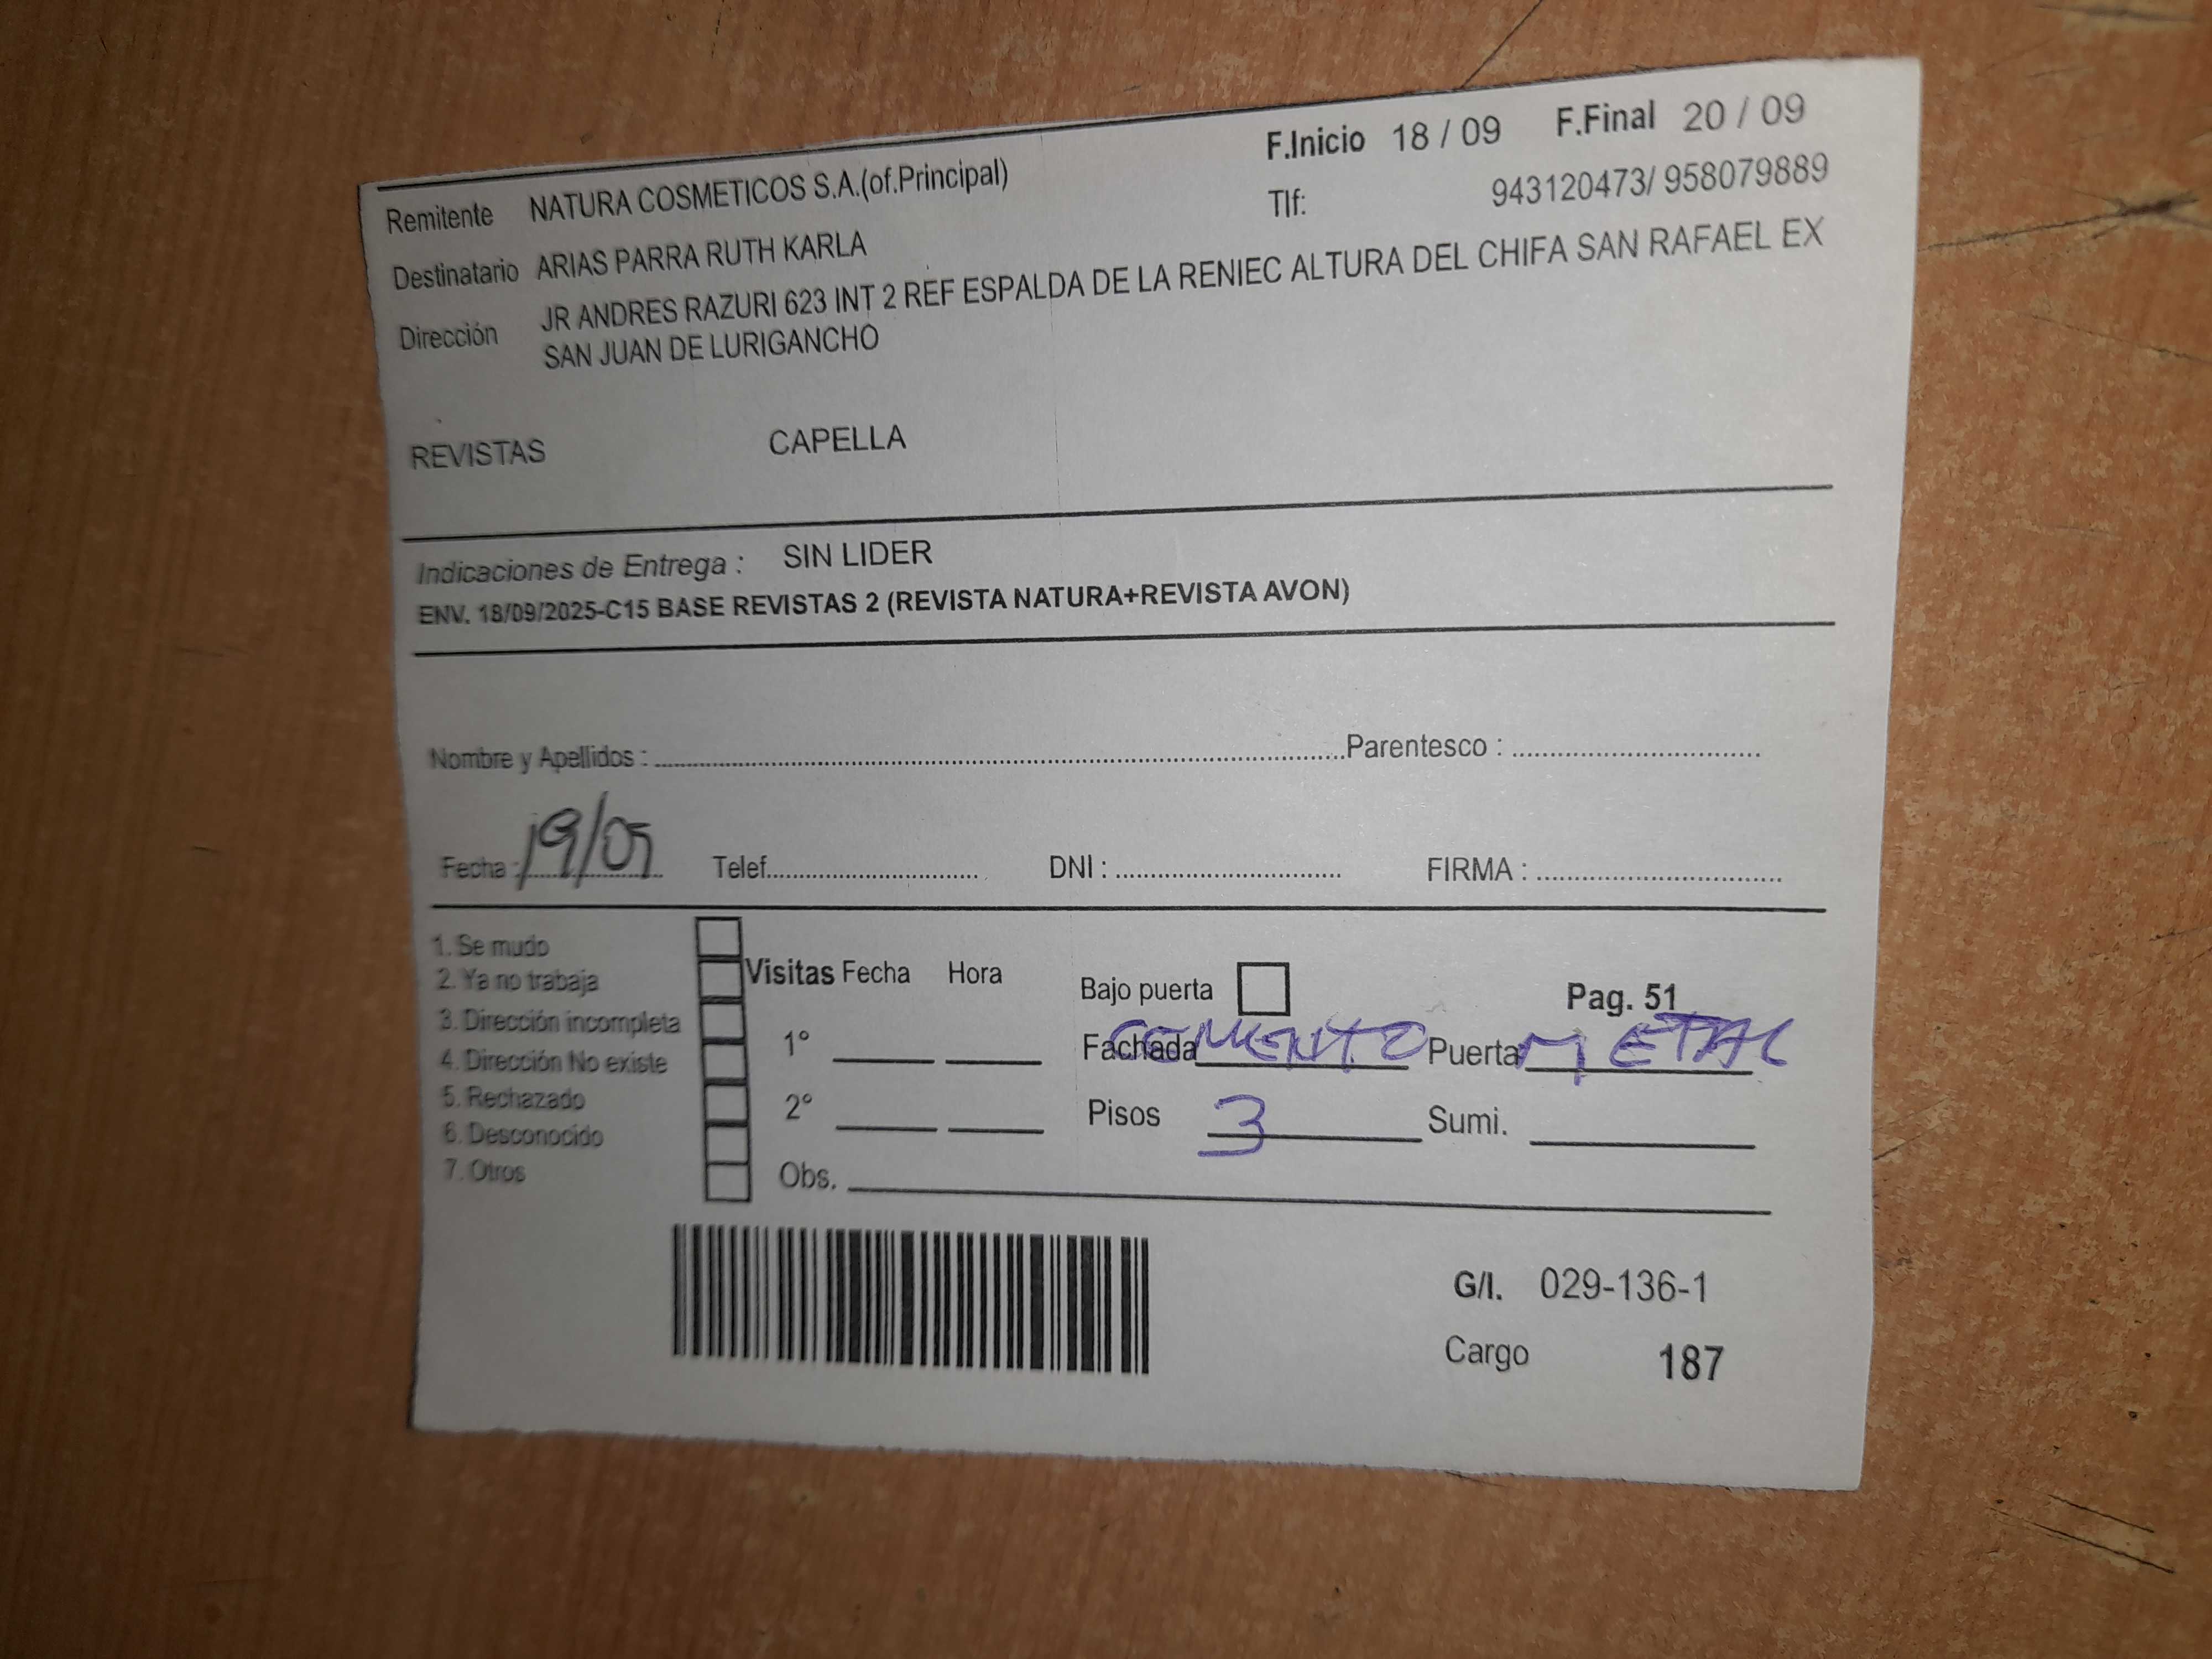 F.Inicio 18 / 09 F.Final 20 / 09
Remitente NATURA COSMETICOS S.A.(of.Principal) Tlf: 943120473/ 958079889
Destinatario ARIAS PARRA RUTH KARLA
Dirección JR ANDRES RAZURI 623 INT 2 REF ESPALDA DE LA RENIEC ALTURA DEL CHIFA SAN RAFAEL EX
SAN JUAN DE LURIGANCHO
REVISTAS CAPELLA
Indicaciones de Entrega : SIN LIDER
ENV. 18/09/2025-C15 BASE REVISTAS 2 (REVISTA NATURA+REVISTA AVON)
Nombre y Apellidos : Parentesco :
Fecha : 19/09 Telef. DNI : FIRMA :
1. Se mudo
2. Ya no trabaja
3. Dirección incompleta
4. Dirección No existe
5. Rechazado
6. Desconocido
7. Otros
Visitas Fecha Hora
1°
2°
Obs.
Bajo puerta Pag. 51
Fachada CEMENTO Puerta METAL
Pisos 3 Sumi.
G/I. 029-136-1
Cargo 187